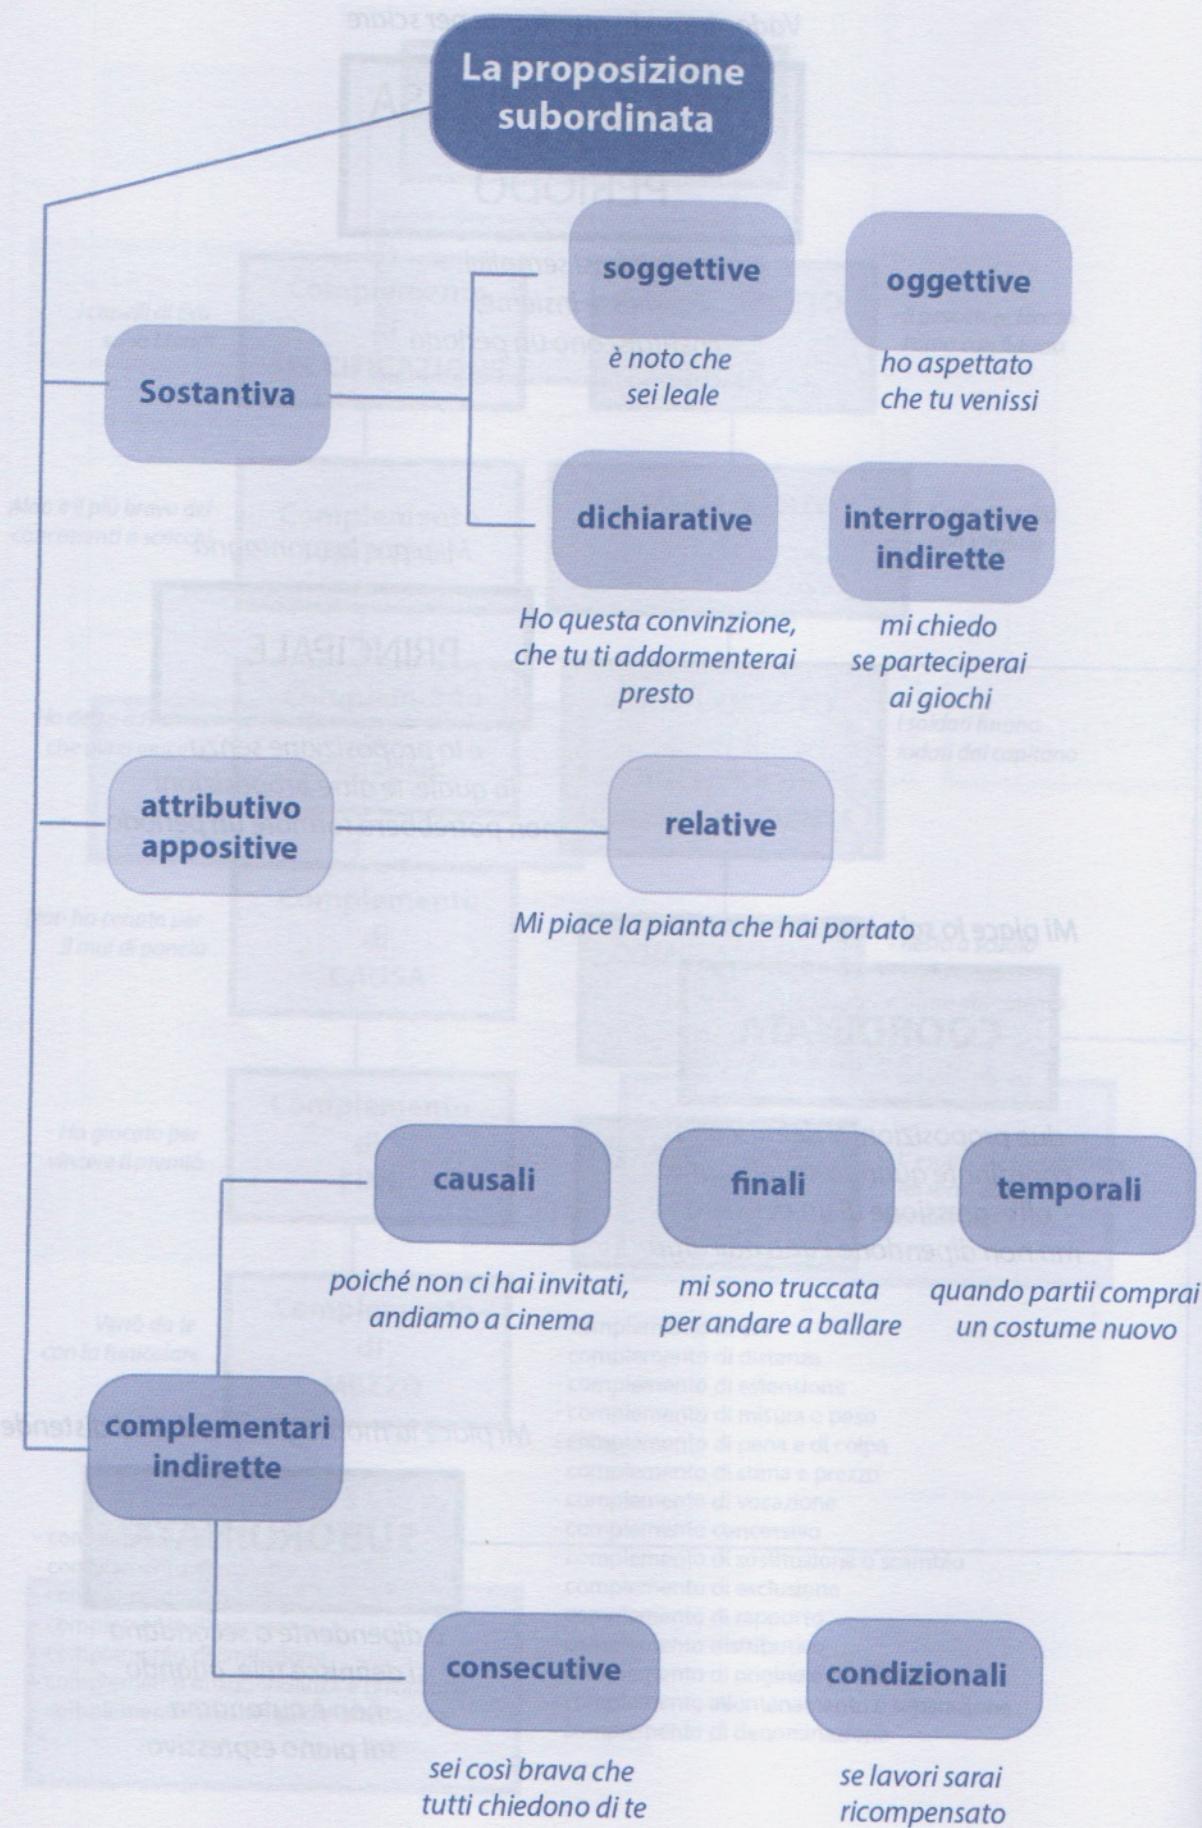 La proposizione
subordinata
soggettive
oggettive
è noto che
sei leale
ho aspettato
che tu venissi
Sostantiva
dichiarative
interrogative
indirette
Ho questa convinzione,
che tu ti addormenterai
presto
mi chiedo
se parteciperai
ai giochi
attributivo
appositive
relative
Mi piace la pianta che hai portato
causali
finali
temporali
poiché non ci hai invitati,
andiamo a cinema
mi sono truccata
per andare a ballare
quando partii comprai
un costume nuovo
complementari
indirette
consecutive
condizionali
sei così brava che
tutti chiedono di te
se lavori sarai
ricompensato